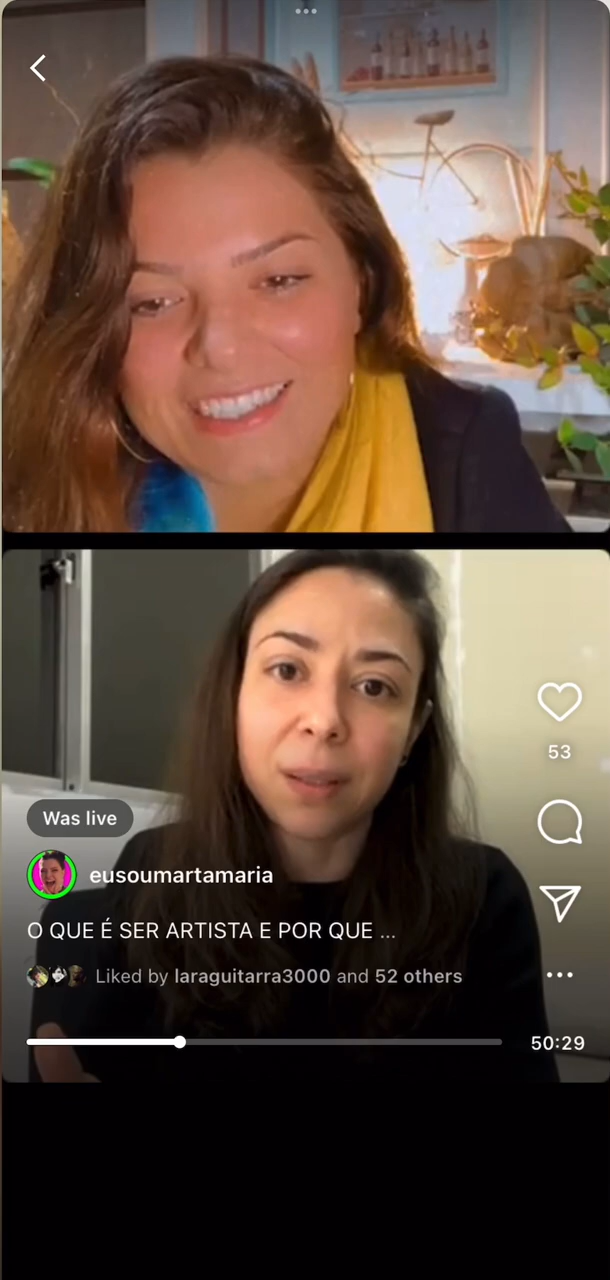 Was live
eusoumartamaria
O QUE É SER ARTISTA E POR QUE ...
Liked by laraguitarra3000 and 52 others
53
50:29